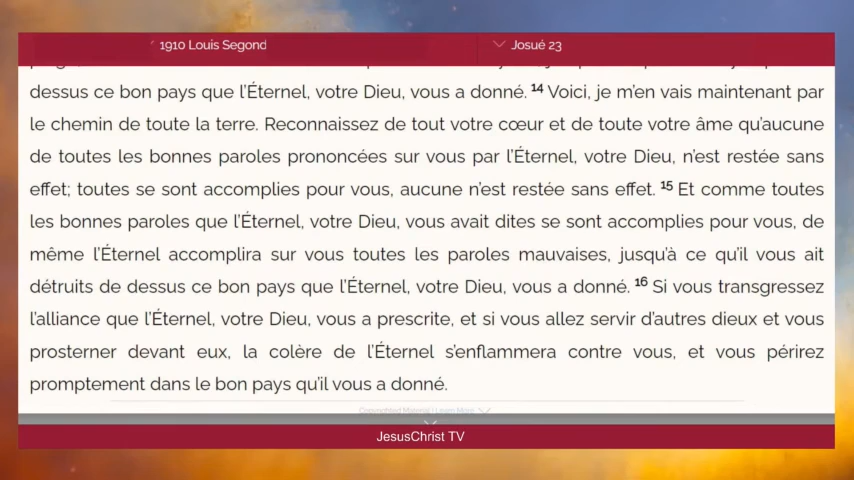 1910 Louis Segond
Josué 23
dessus ce bon pays que l’Éternel, votre Dieu, vous a donné. 14 Voici, je m’en vais maintenant par
le chemin de toute la terre. Reconnaissez de tout votre cœur et de toute votre âme qu’aucune
de toutes les bonnes paroles prononcées sur vous par l’Éternel, votre Dieu, n’est restée sans
effet; toutes se sont accomplies pour vous, aucune n’est restée sans effet. 15 Et comme toutes
les bonnes paroles que l’Éternel, votre Dieu, vous avait dites se sont accomplies pour vous, de
même l’Éternel accomplira sur vous toutes les paroles mauvaises, jusqu’à ce qu’il vous ait
détruits de dessus ce bon pays que l’Éternel, votre Dieu, vous a donné. 16 Si vous transgressez
l’alliance que l’Éternel, votre Dieu, vous a prescrite, et si vous allez servir d’autres dieux et vous
prosterner devant eux, la colère de l’Éternel s’enflammera contre vous, et vous périrez
promptement dans le bon pays qu’il vous a donné.
Copyrighted Material | Learn More
JesusChrist TV